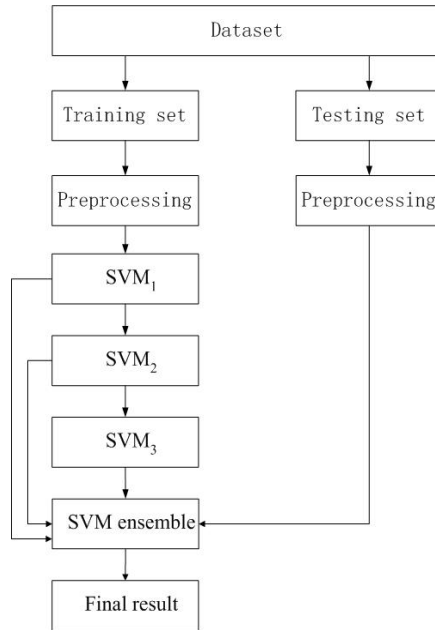 Dataset
Training set
Testing set
Preprocessing
Preprocessing
SVM₁
SVM₂
SVM₃
SVM ensemble
Final result